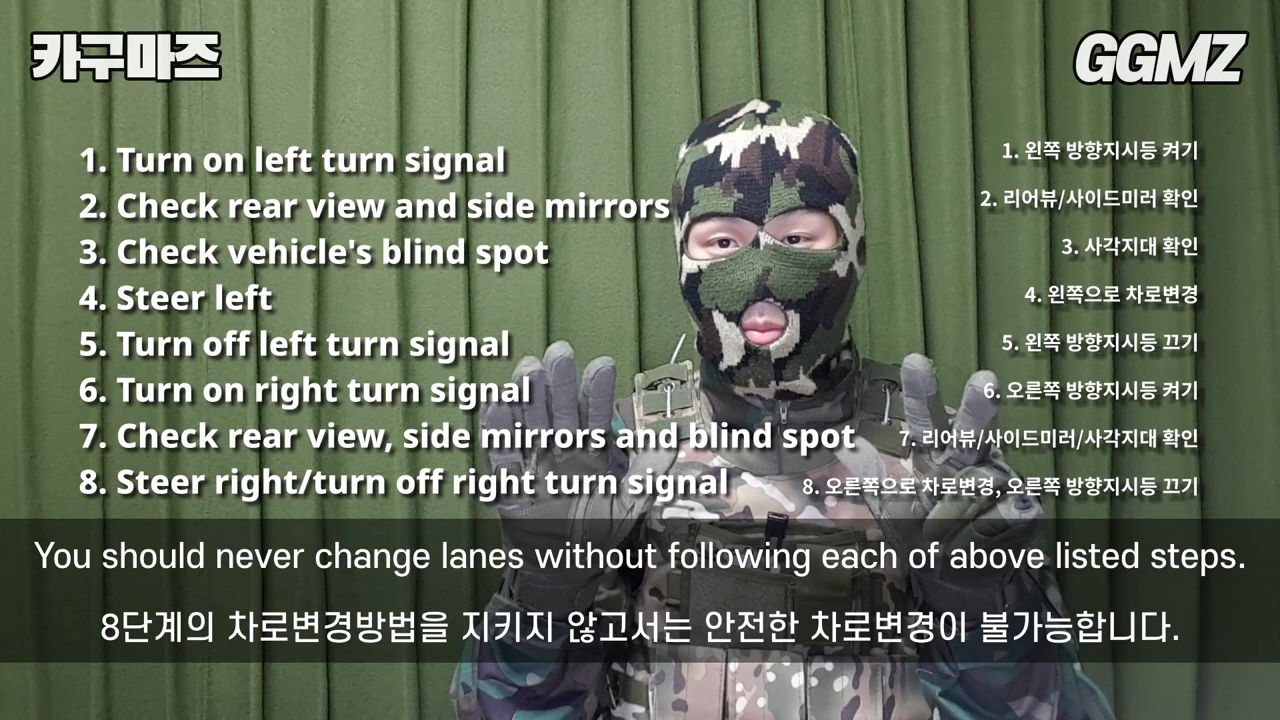 카구마즈
GGMZ
1. Turn on left turn signal
2. Check rear view and side mirrors
3. Check vehicle's blind spot
4. Steer left
5. Turn off left turn signal
6. Turn on right turn signal
7. Check rear view, side mirrors and blind spot
8. Steer right/turn off right turn signal
1. 왼쪽 방향지시등 켜기
2. 리어뷰/사이드미러 확인
3. 사각지대 확인
4. 왼쪽으로 차로변경
5. 왼쪽 방향지시등 끄기
6. 오른쪽 방향지시등 켜기
7. 리어뷰/사이드미러/사각지대 확인
8. 오른쪽으로 차로변경, 오른쪽 방향지시등 끄기
You should never change lanes without following each of above listed steps.
8단계의 차로변경방법을 지키지 않고서는 안전한 차로변경이 불가능합니다.